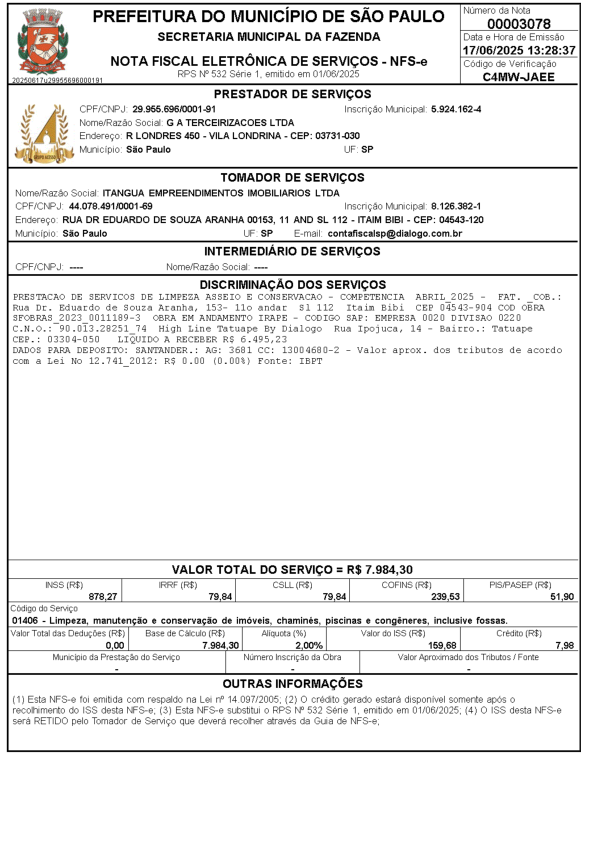 PREFEITURA DO MUNICÍPIO DE SÃO PAULO
SECRETARIA MUNICIPAL DA FAZENDA
NOTA FISCAL ELETRÔNICA DE SERVIÇOS - NFS-e
RPS Nº 532 Série 1, emitido em 01/06/2025
20250617u29955696000191
Número da Nota
00003078
Data e Hora de Emissão
17/06/2025 13:28:37
Código de Verificação
C4MW-JAEE
PRESTADOR DE SERVIÇOS
CPF/CNPJ: 29.955.696/0001-91 Inscrição Municipal: 5.924.162-4
Nome/Razão Social: G A TERCEIRIZACOES LTDA
Endereço: R LONDRES 450 - VILA LONDRINA - CEP: 03731-030
Município: São Paulo UF: SP
TOMADOR DE SERVIÇOS
Nome/Razão Social: ITANGUA EMPREENDIMENTOS IMOBILIARIOS LTDA
CPF/CNPJ: 44.078.491/0001-69 Inscrição Municipal: 8.126.382-1
Endereço: RUA DR EDUARDO DE SOUZA ARANHA 00153, 11 AND SL 112 - ITAIM BIBI - CEP: 04543-120
Município: São Paulo UF: SP E-mail: contafiscalsp@dialogo.com.br
INTERMEDIÁRIO DE SERVIÇOS
CPF/CNPJ: ---- Nome/Razão Social: ----
DISCRIMINAÇÃO DOS SERVIÇOS
PRESTACAO DE SERVICOS DE LIMPEZA ASSEIO E CONSERVACAO - COMPETENCIA ABRIL_2025 - FAT. _COB.:
Rua Dr. Eduardo de Souza Aranha, 153- 11o andar Sl 112 Itaim Bibi CEP 04543-904 COD OBRA
SFOBRAS_2023_0011189-3 OBRA EM ANDAMENTO IRAPE - CODIGO SAP: EMPRESA 0020 DIVISAO 0220
C.N.O.: 90.013.28251_74 High Line Tatuape By Dialogo Rua Ipojuca, 14 - Bairro.: Tatuape
CEP.: 03304-050 LIQUIDO A RECEBER R$ 6.495,23
DADOS PARA DEPOSITO: SANTANDER.: AG: 3681 CC: 13004680-2 - Valor aprox. dos tributos de acordo
com a Lei No 12.741_2012: R$ 0.00 (0.00%) Fonte: IBPT
VALOR TOTAL DO SERVIÇO = R$ 7.984,30
INSS (R$) IRRF (R$) CSLL (R$) COFINS (R$) PIS/PASEP (R$)
878,27 79,84 79,84 239,53 51,90
Código do Serviço
01406 - Limpeza, manutenção e conservação de imóveis, chaminés, piscinas e congêneres, inclusive fossas.
Valor Total das Deduções (R$) Base de Cálculo (R$) Alíquota (%) Valor do ISS (R$) Crédito (R$)
0,00 7.984,30 2,00% 159,68 7,98
Município da Prestação do Serviço Número Inscrição da Obra Valor Aproximado dos Tributos / Fonte
- - -
OUTRAS INFORMAÇÕES
(1) Esta NFS-e foi emitida com respaldo na Lei nº 14.097/2005; (2) O crédito gerado estará disponível somente após o
recolhimento do ISS desta NFS-e; (3) Esta NFS-e substitui o RPS Nº 532 Série 1, emitido em 01/06/2025; (4) O ISS desta NFS-e
será RETIDO pelo Tomador de Serviço que deverá recolher através da Guia de NFS-e;